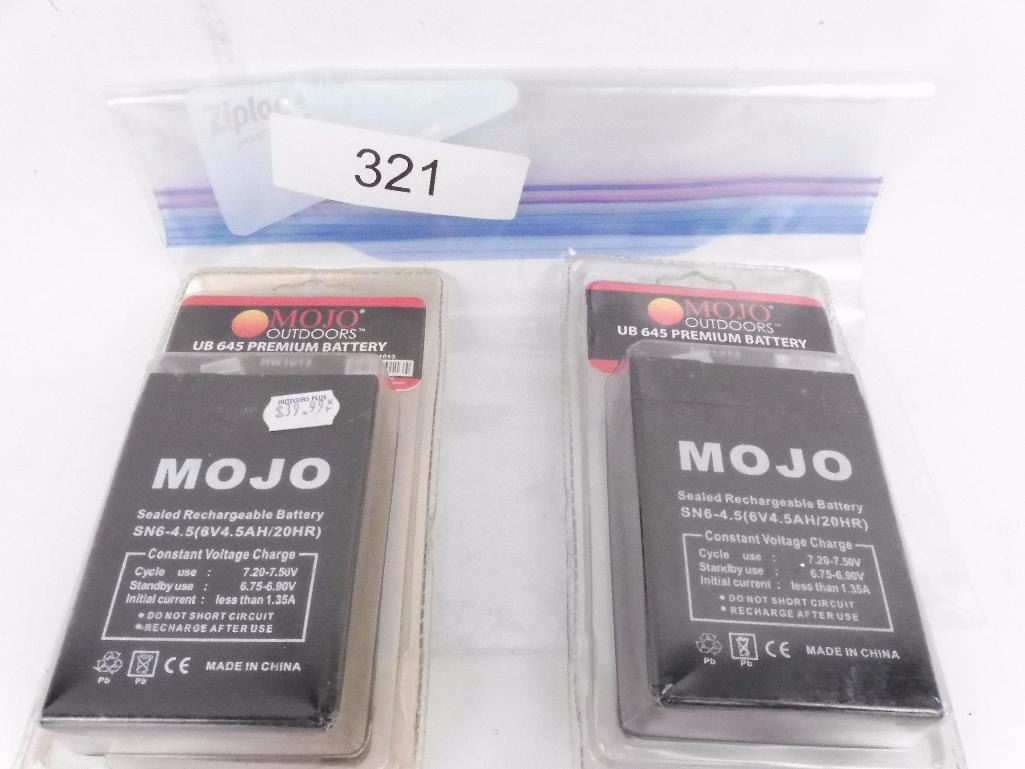 Ziploc
321
MOJO®
OUTDOORS™
UB 645 PREMIUM BATTERY
HW1013
OUTDOORS PLUS
$39.99
MOJO
Sealed Rechargeable Battery
SN6-4.5(6V4.5AH/20HR)
Constant Voltage Charge
Cycle use : 7.20-7.50V
Standby use : 6.75-6.90V
Initial current : less than 1.35A
• DO NOT SHORT CIRCUIT
• RECHARGE AFTER USE
Pb Pb CE MADE IN CHINA
MOJO®
OUTDOORS™
UB 645 PREMIUM BATTERY
MOJO
Sealed Rechargeable Battery
SN6-4.5(6V4.5AH/20HR)
Constant Voltage Charge
Cycle use : 7.20-7.50V
Standby use : 6.75-6.90V
Initial current : less than 1.35A
• DO NOT SHORT CIRCUIT
• RECHARGE AFTER USE
Pb Pb CE MADE IN CHINA